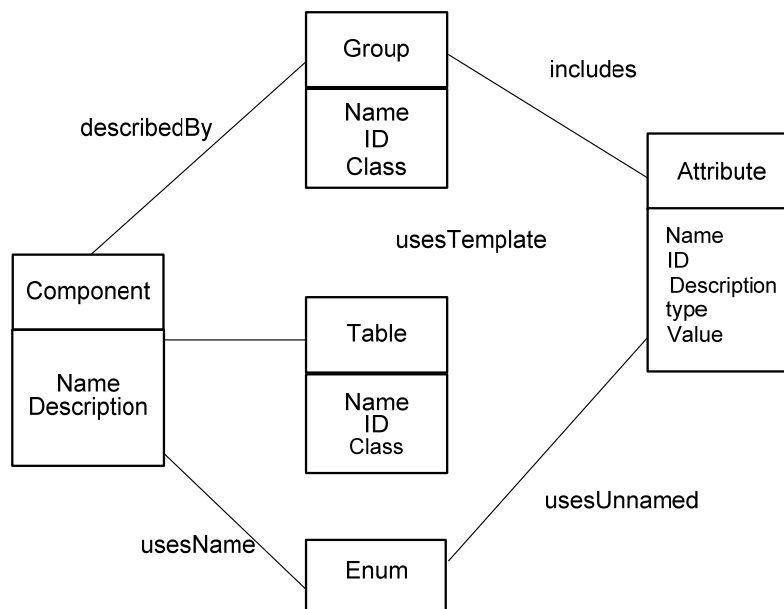 Group
includes
Name
ID
Class
describedBy
Attribute
usesTemplate
Name
ID
Description
type
Value
Component
Name
Description
Table
Name
ID
Class
usesUnnamed
usesName
Enum